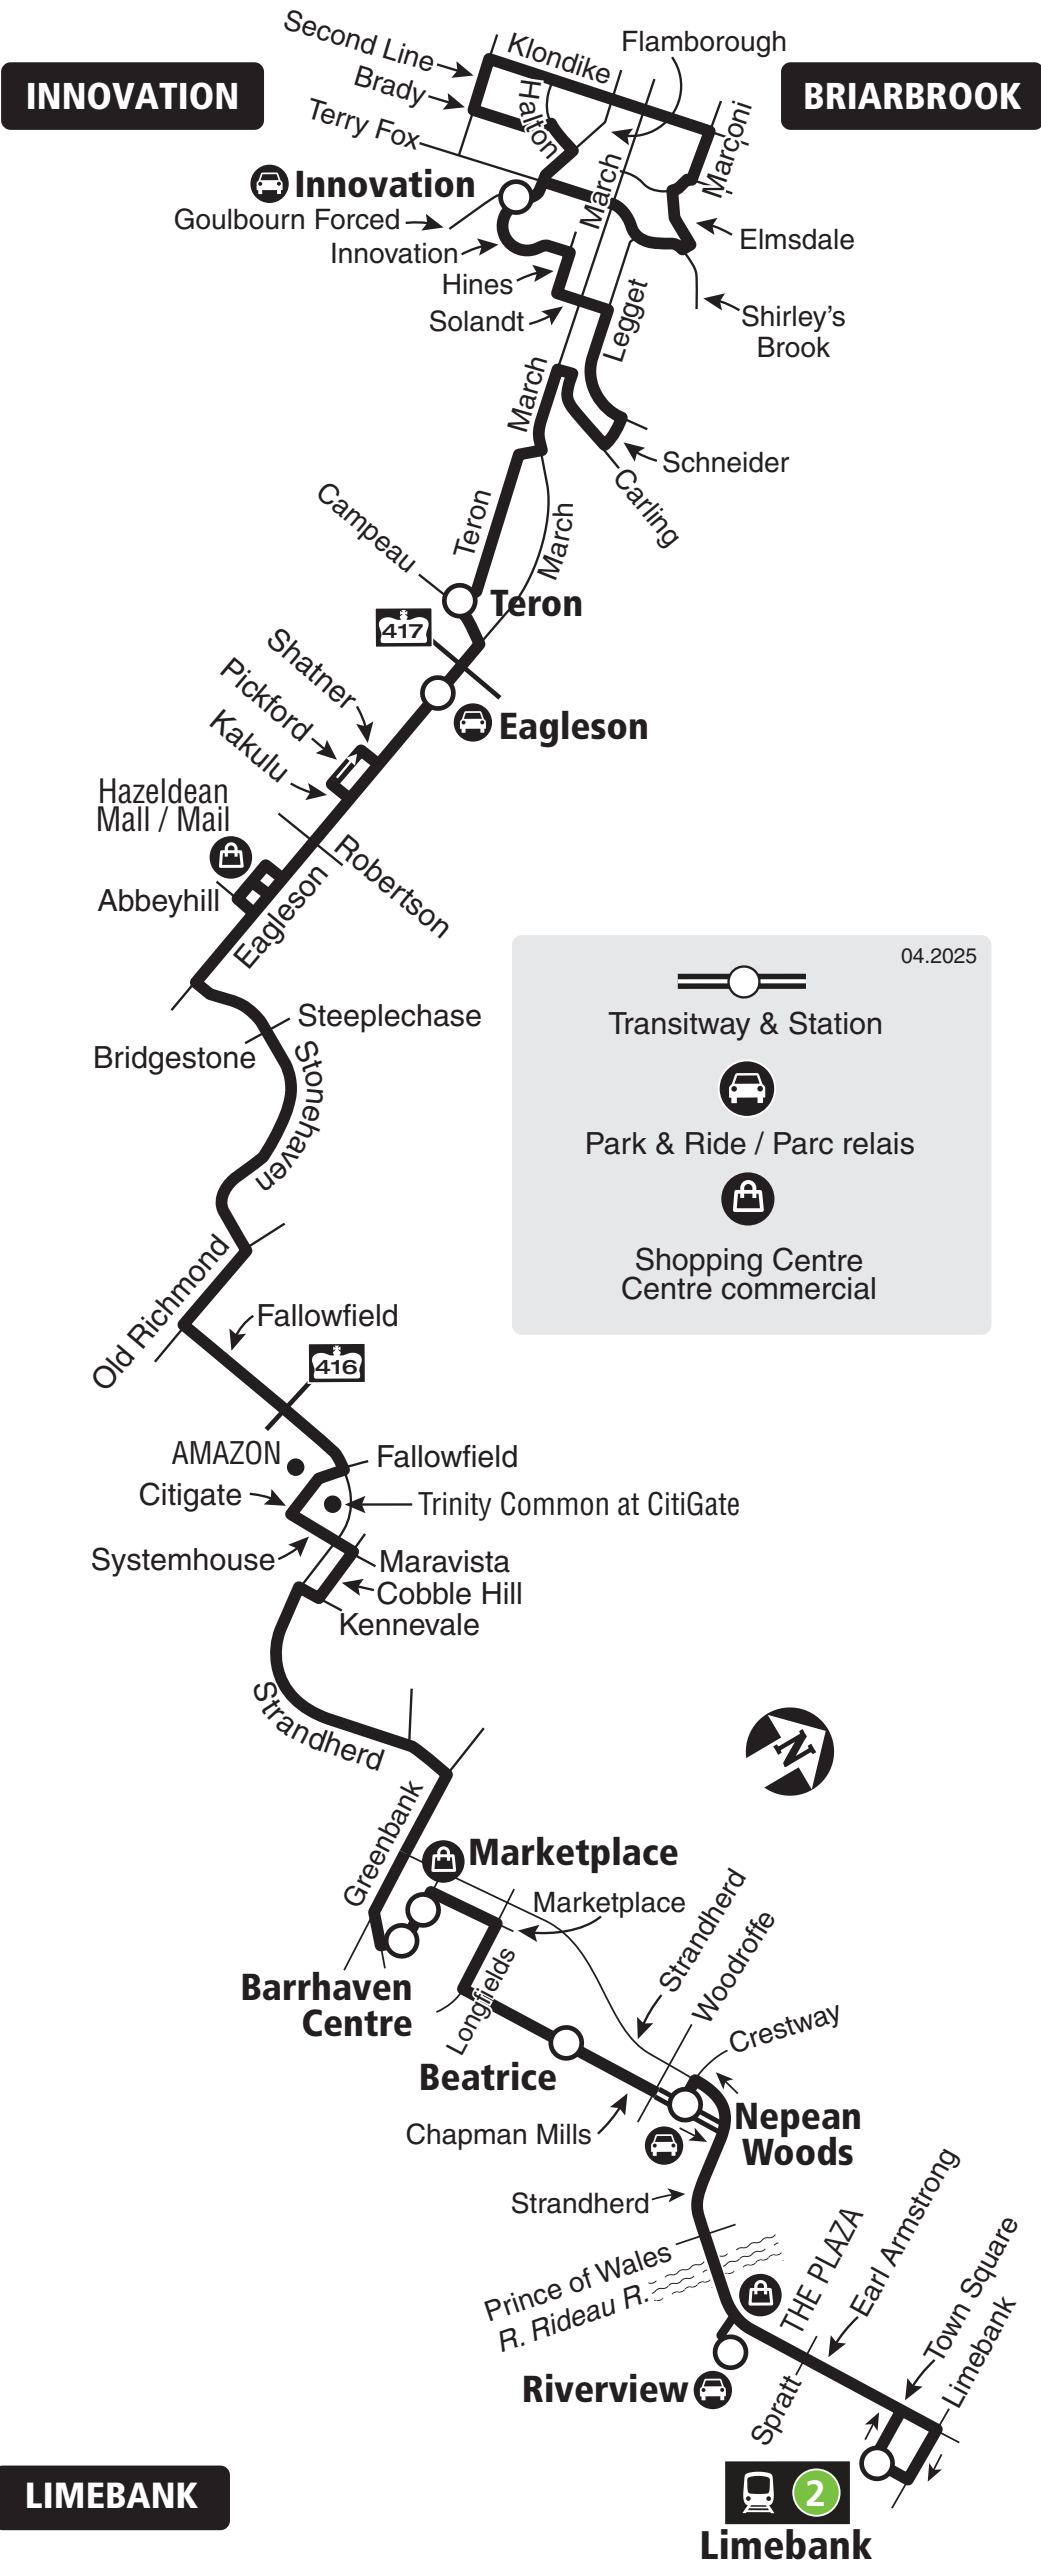 Second Line
Klondike
Flamborough
INNOVATION
BRIARBROOK
Brady
Halton
Terry Fox
Marconi
March
Innovation
Goulbourn Forced
Elmsdale
Innovation
Hines
Legget
Solandt
Shirley's
Brook
March
Schneider
Carling
Campeau
Teron
March
Teron
417
Shatner
Pickford
Eagleson
Kakulu
Hazeldean
Mall / Mail
Robertson
Abbeyhill
Eagleson
04.2025
Transitway & Station
Park & Ride / Parc relais
Shopping Centre
Centre commercial
Steeplechase
Bridgestone
Stonehaven
Old Richmond
Fallowfield
416
AMAZON
Fallowfield
Citigate
Trinity Common at CitiGate
Systemhouse
Maravista
Cobble Hill
Kennevale
Strandherd
N
Greenbank
Marketplace
Marketplace
Strandherd
Woodroffe
Barrhaven
Centre
Longfields
Crestway
Beatrice
Chapman Mills
Nepean
Woods
Strandherd
Prince of Wales
R. Rideau R.
THE PLAZA
Earl Armstrong
Town Square
Limebank
Riverview
Spratt
LIMEBANK
2
Limebank